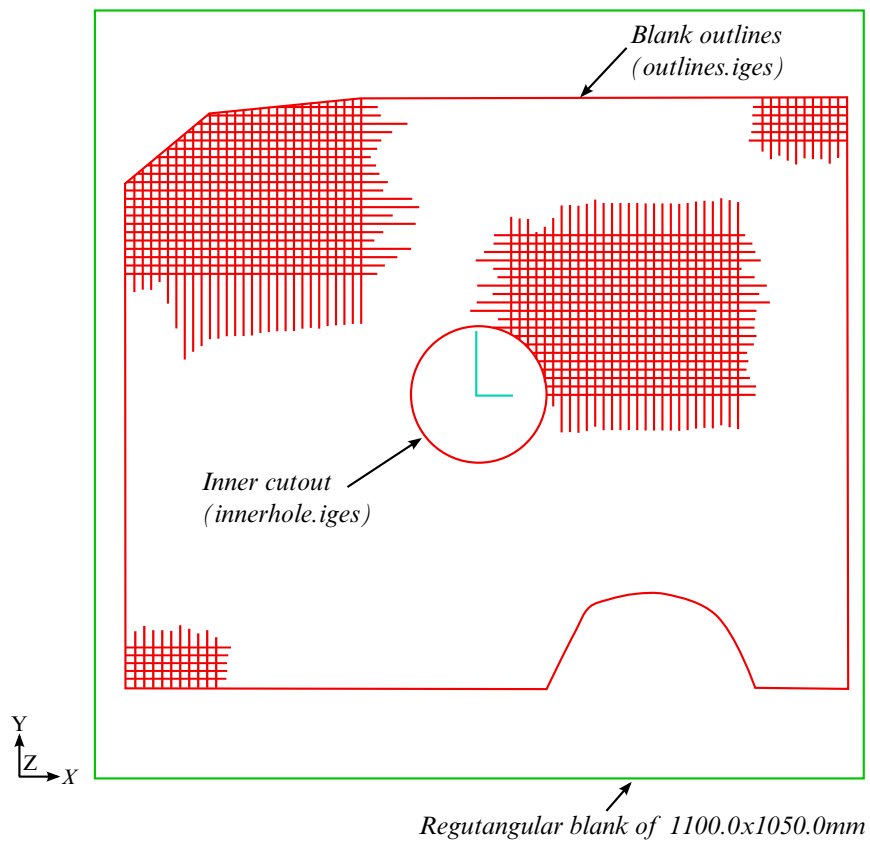 Blank outlines
(outlines.iges)
Inner cutout
(innerhole.iges)
Y
Z
X
Regutangular blank of 1100.0x1050.0mm